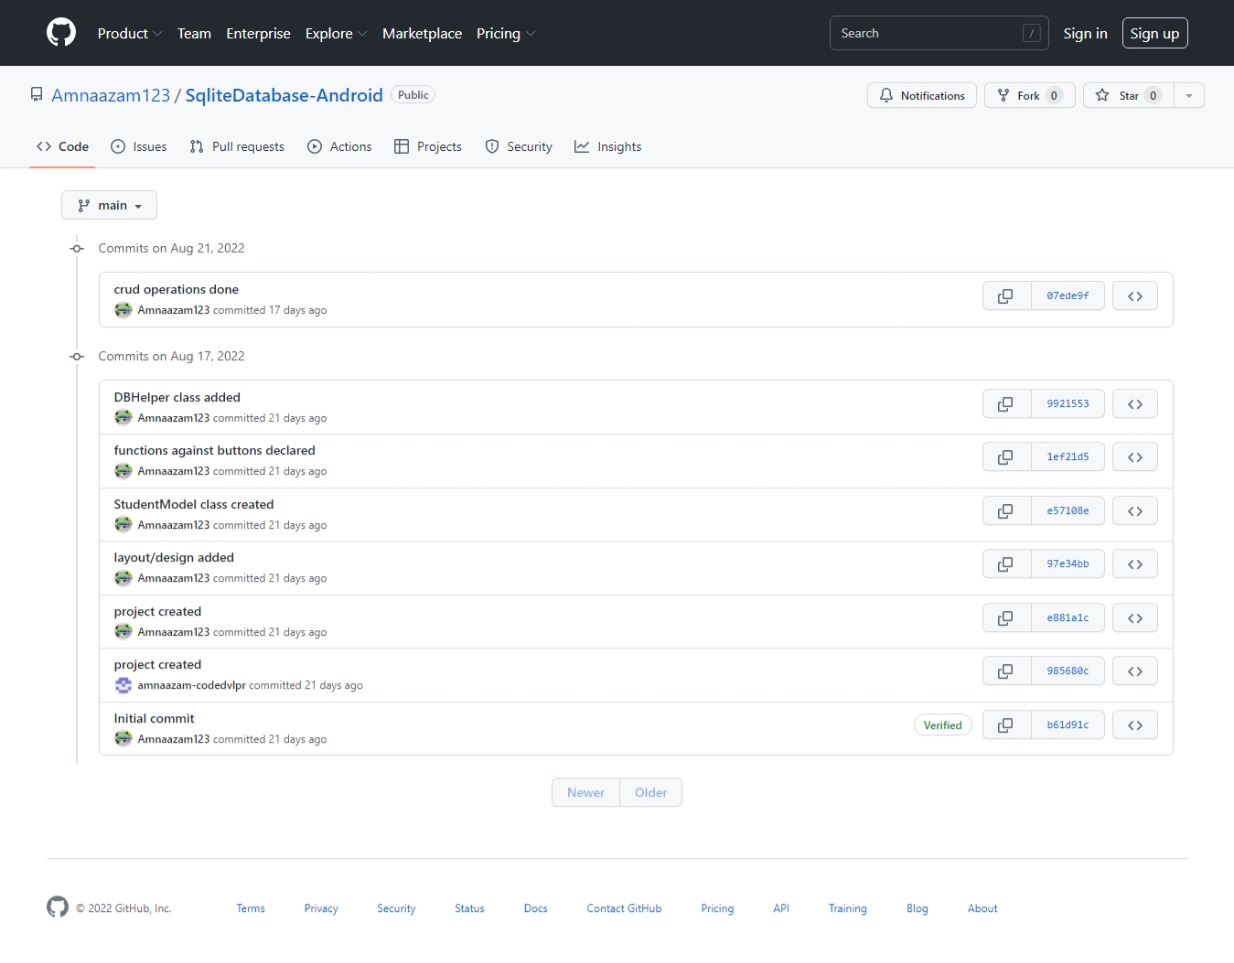 Product Team Enterprise Explore Marketplace Pricing Search / Sign in Sign up
Amnaazam123 / SqliteDatabase-Android Public Notifications Fork 0 Star 0
Code Issues Pull requests Actions Projects Security Insights
main
Commits on Aug 21, 2022
crud operations done
Amnaazam123 committed 17 days ago
07ede9f
Commits on Aug 17, 2022
DBHelper class added
Amnaazam123 committed 21 days ago
9921553
functions against buttons declared
Amnaazam123 committed 21 days ago
1ef21d5
StudentModel class created
Amnaazam123 committed 21 days ago
e57108e
layout/design added
Amnaazam123 committed 21 days ago
97e34bb
project created
Amnaazam123 committed 21 days ago
e881a1c
project created
amnaazam-codedvlpr committed 21 days ago
985680c
Initial commit
Amnaazam123 committed 21 days ago
Verified b61d91c
Newer Older
© 2022 GitHub, Inc. Terms Privacy Security Status Docs Contact GitHub Pricing API Training Blog About